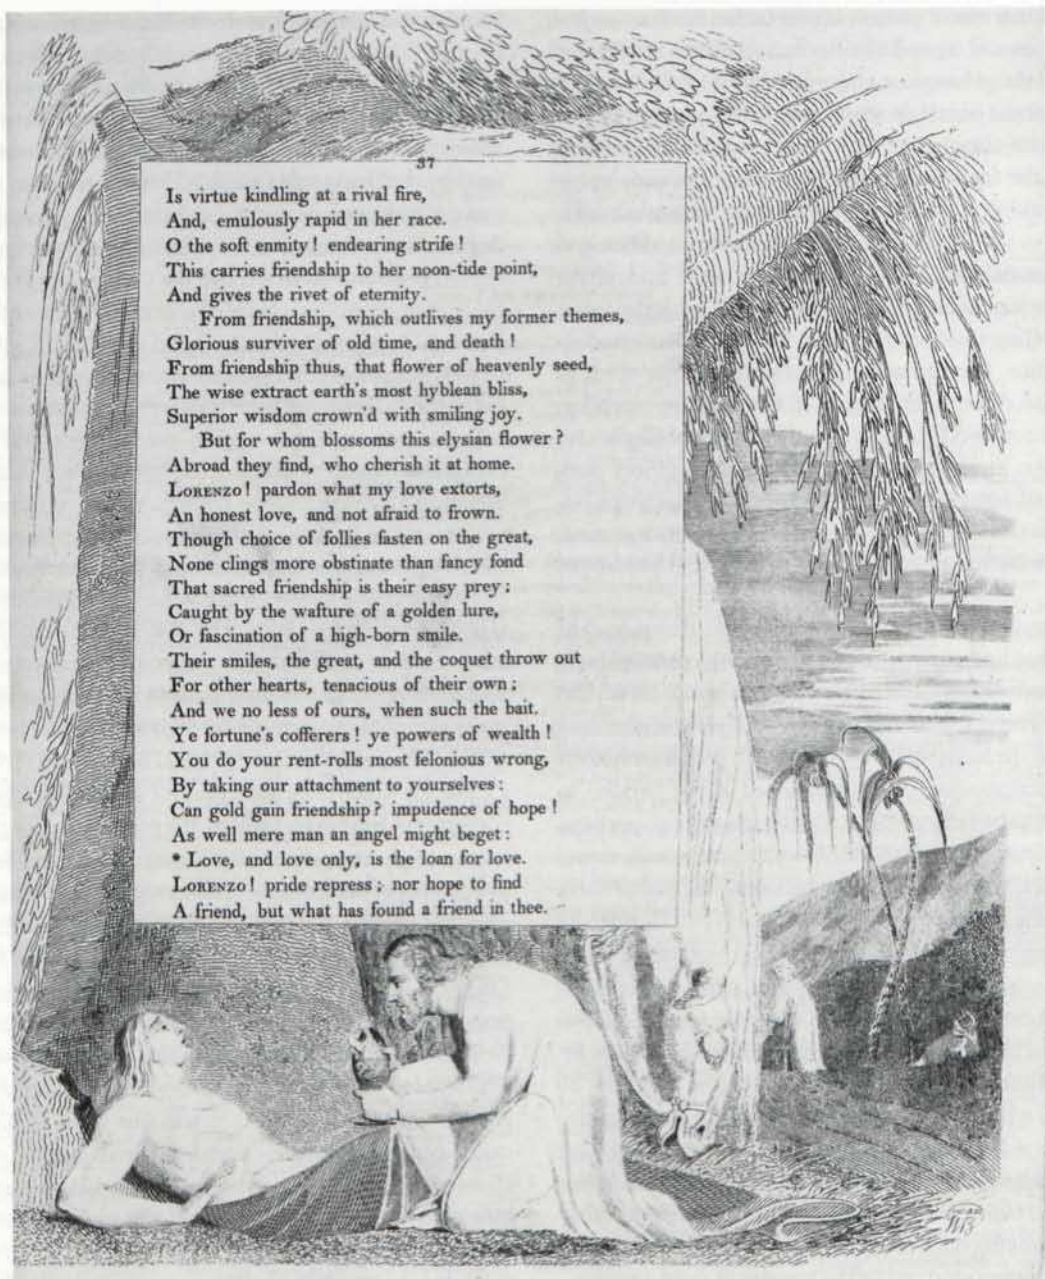 37
Is virtue kindling at a rival fire,
And, emulously rapid in her race.
O the soft enmity ! endearing strife !
This carries friendship to her noon-tide point,
And gives the rivet of eternity.
From friendship, which outlives my former themes,
Glorious surviver of old time, and death !
From friendship thus, that flower of heavenly seed,
The wise extract earth's most hyblean bliss,
Superior wisdom crown'd with smiling joy.
But for whom blossoms this elysian flower ?
Abroad they find, who cherish it at home.
LORENZO ! pardon what my love extorts,
An honest love, and not afraid to frown.
Though choice of follies fasten on the great,
None clings more obstinate than fancy fond
That sacred friendship is their easy prey ;
Caught by the wafture of a golden lure,
Or fascination of a high-born smile.
Their smiles, the great, and the coquet throw out
For other hearts, tenacious of their own ;
And we no less of ours, when such the bait.
Ye fortune's cofferers ! ye powers of wealth !
You do your rent-rolls most felonious wrong,
By taking our attachment to yourselves :
Can gold gain friendship ? impudence of hope !
As well mere man an angel might beget :
* Love, and love only, is the loan for love.
LORENZO ! pride repress ; nor hope to find
A friend, but what has found a friend in thee.